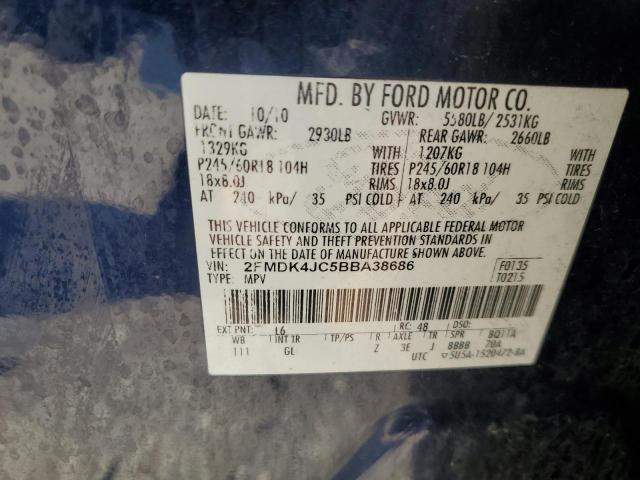 MFD. BY FORD MOTOR CO.
DATE: 10/10 GVWR: 5580LB/2531KG
FRONT GAWR: 2930LB REAR GAWR: 2660LB
1329KG WITH 1207KG WITH
P245/60R18 104H TIRES P245/60R18 104H TIRES
18x8.0J RIMS 18x8.0J RIMS
AT 240 kPa/ 35 PSI COLD AT 240 kPa/ 35 PSI COLD
THIS VEHICLE CONFORMS TO ALL APPLICABLE FEDERAL MOTOR
VEHICLE SAFETY AND THEFT PREVENTION STANDARDS IN EFFECT ON THE DATE OF MANUFACTURE SHOWN ABOVE.
VIN: 2FMDK4JC5BBA38686 F0135
TYPE: MPV T0215
EXT PNT: L6 RC: 48 DSO:
WB INT TR TP/PS R AXLE TR SPR BQ11A
111 GL Z 3E J BBBB 70A
UTC 5U5A-1520472-BA